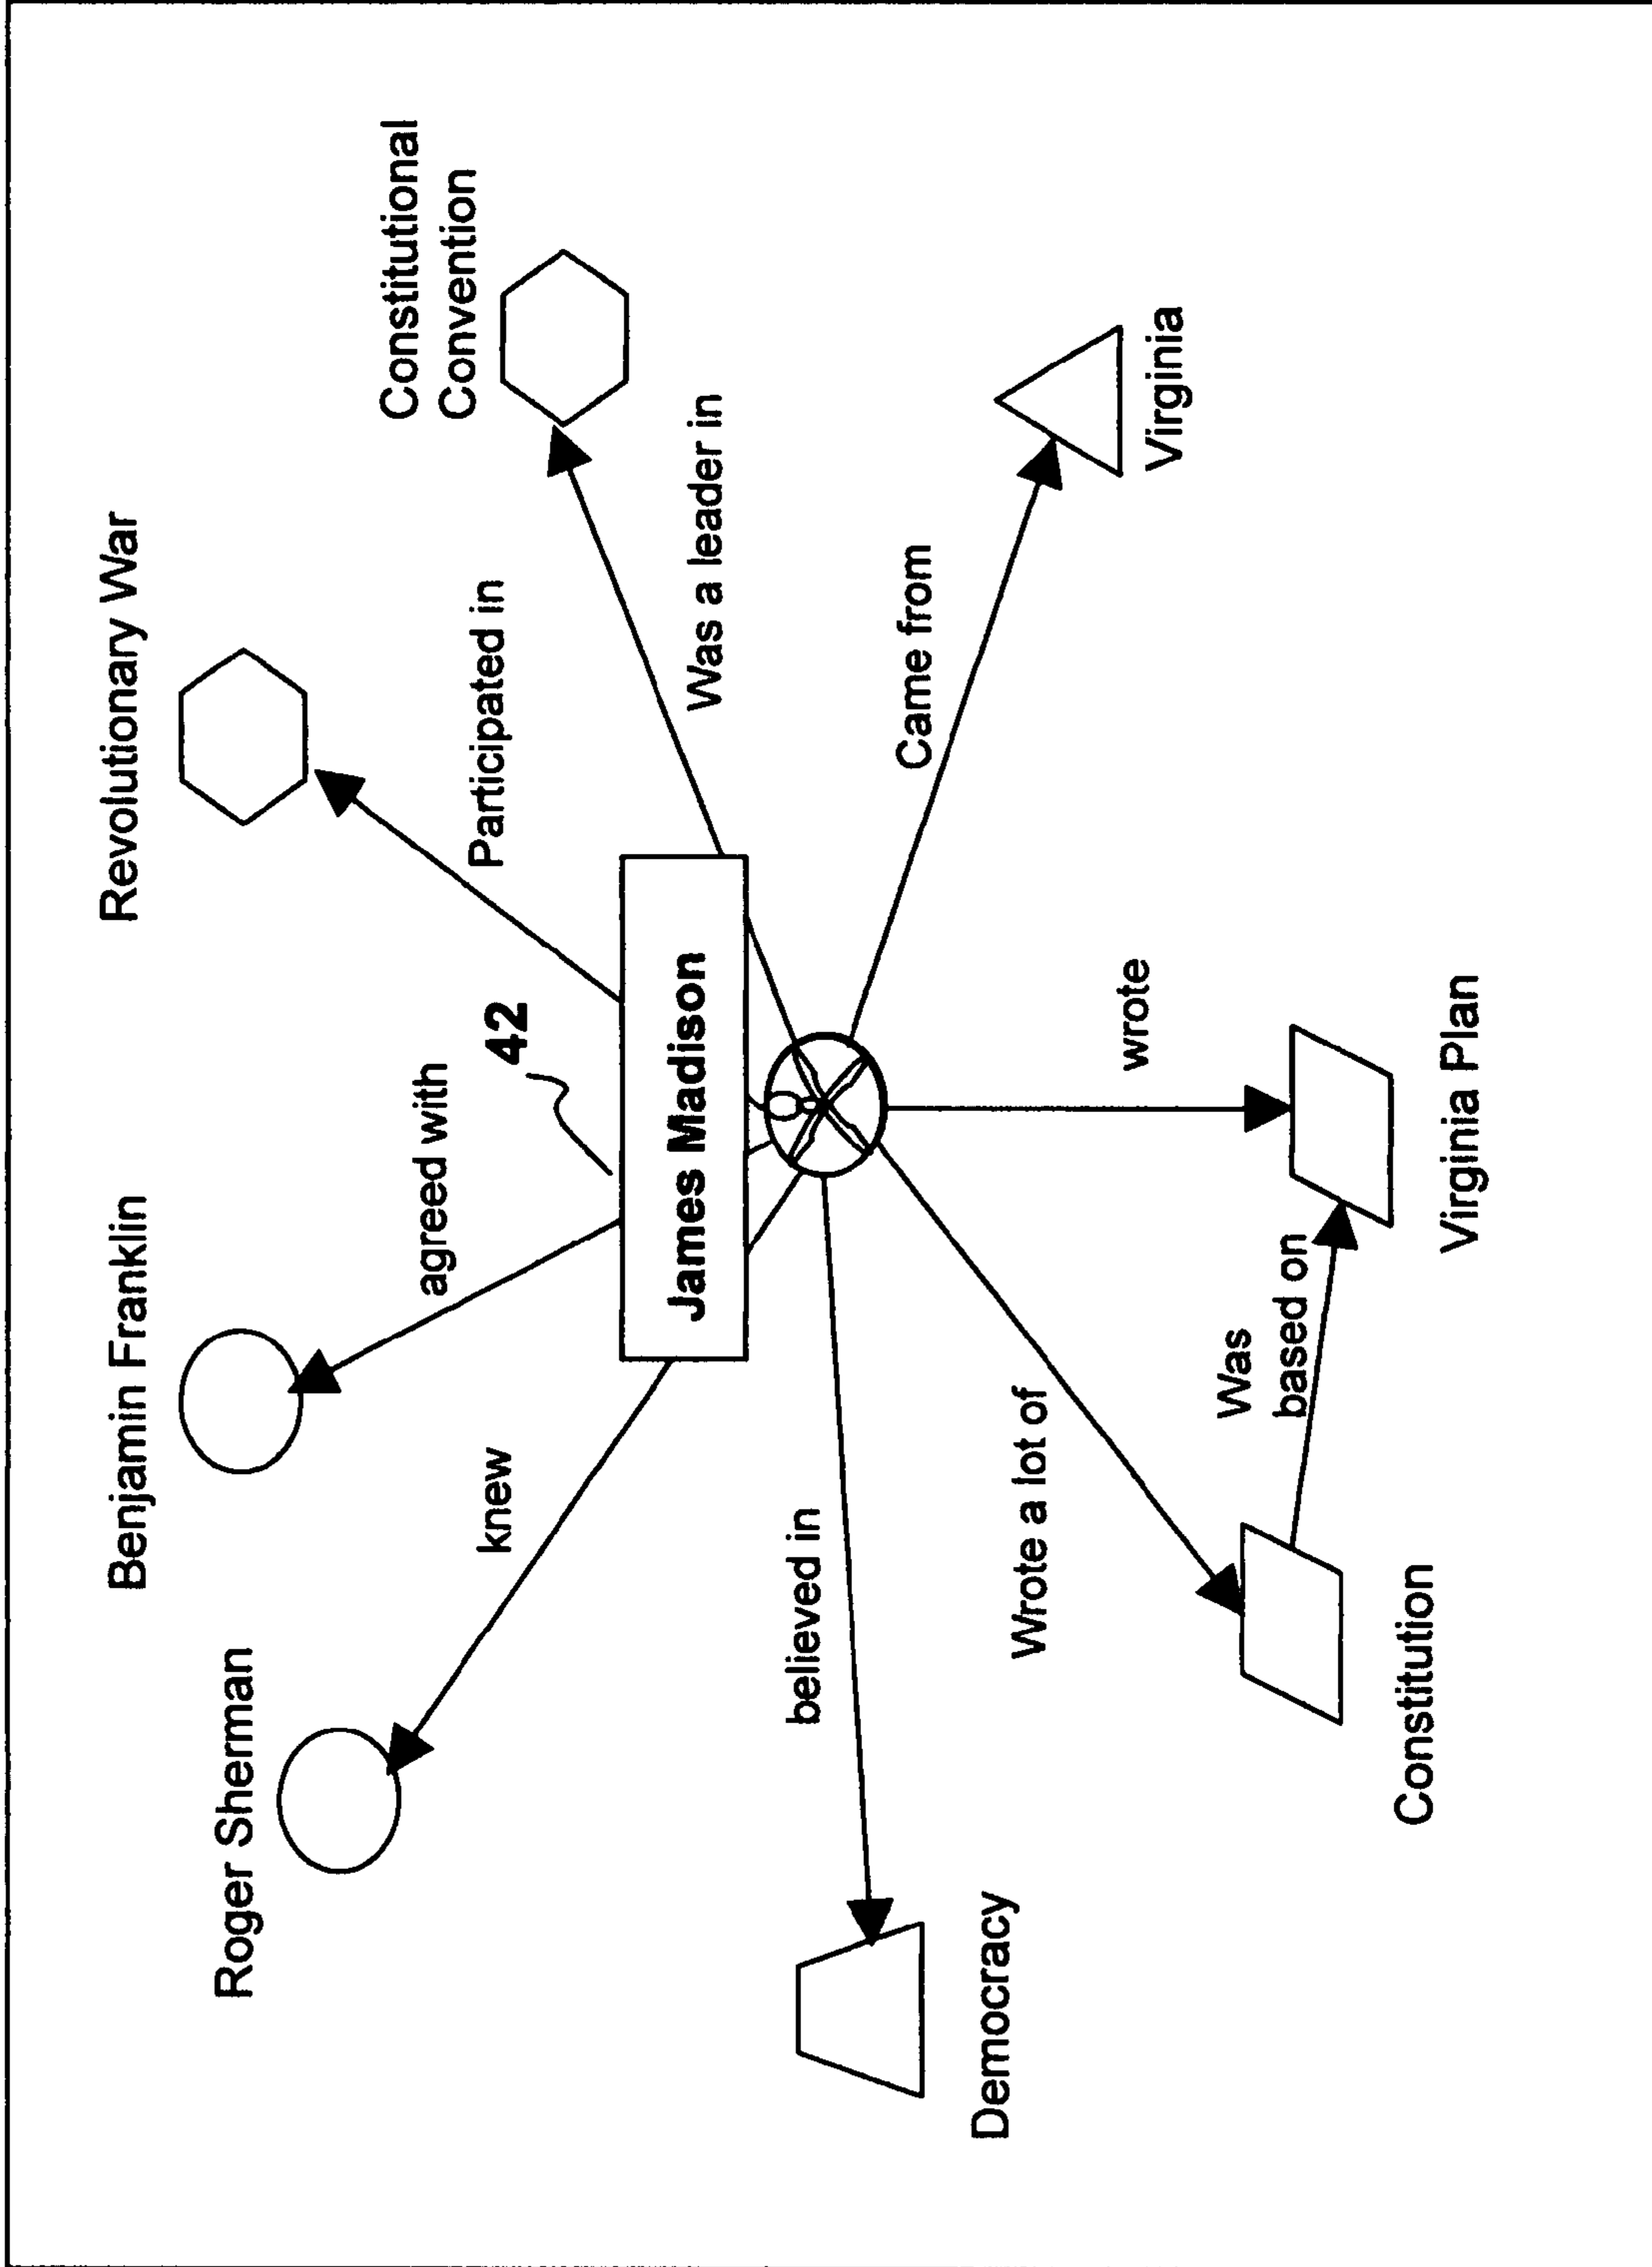 Revolutionary War
Benjamin Franklin
Roger Sherman
Constitutional
Convention
Participated in
agreed with
42
knew
James Madison
Was a leader in
believed in
Came from
Democracy
Wrote a lot of
wrote
Virginia
Was
based on
Constitution
Virginia Plan